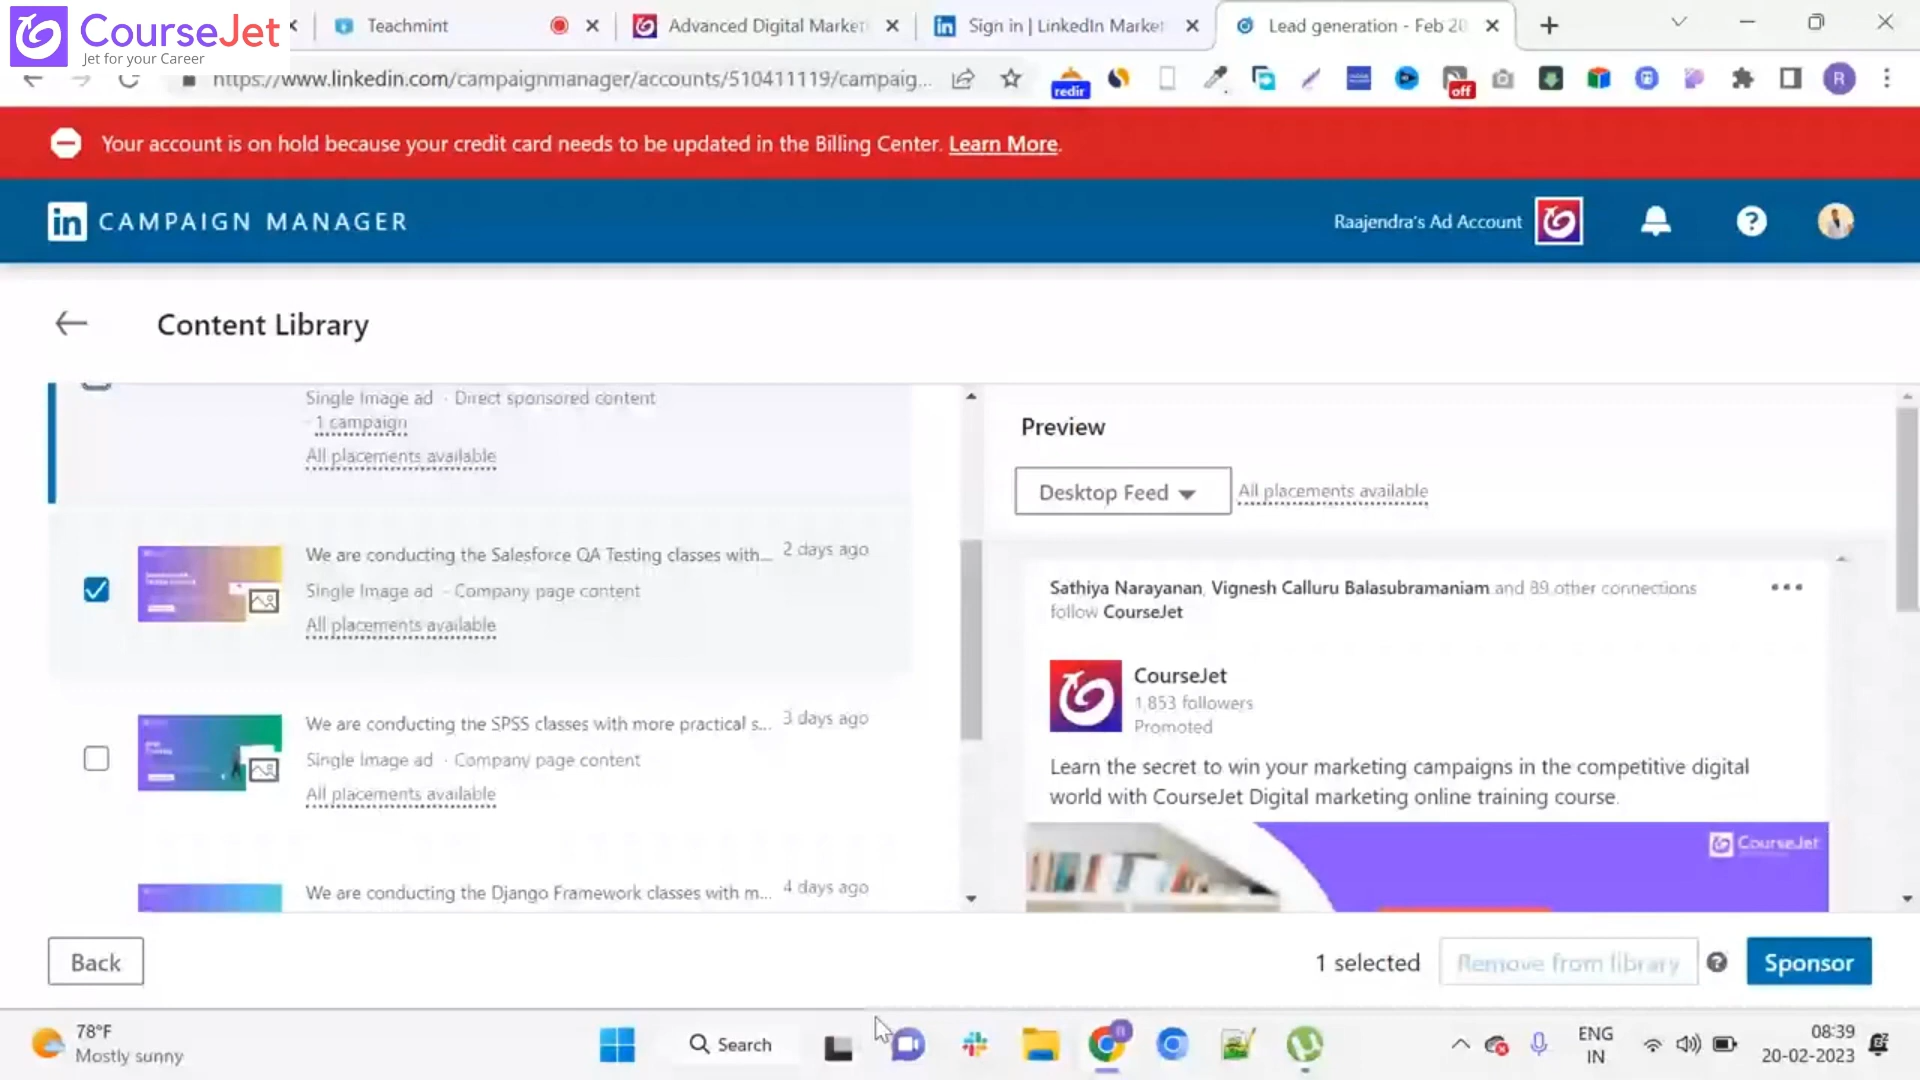 CourseJet
Jet for your Career
Teachmint
Advanced Digital Market
Sign in | LinkedIn Market
Lead generation - Feb 20
https://www.linkedin.com/campaignmanager/accounts/510411119/campaig...
redir
off
R
Your account is on hold because your credit card needs to be updated in the Billing Center. Learn More.
in CAMPAIGN MANAGER
Raajendra's Ad Account
Content Library
Single Image ad · Direct sponsored content
· 1 campaign
All placements available
We are conducting the Salesforce QA Testing classes with...
2 days ago
Single Image ad · Company page content
All placements available
We are conducting the SPSS classes with more practical s...
3 days ago
Single Image ad · Company page content
All placements available
We are conducting the Django Framework classes with m...
4 days ago
Preview
Desktop Feed
All placements available
Sathiya Narayanan, Vignesh Calluru Balasubramaniam and 89 other connections
follow CourseJet
CourseJet
1,853 followers
Promoted
Learn the secret to win your marketing campaigns in the competitive digital
world with CourseJet Digital marketing online training course.
CourseJet
Back
1 selected
Remove from library
Sponsor
78°F
Mostly sunny
Search
ENG
IN
08:39
20-02-2023